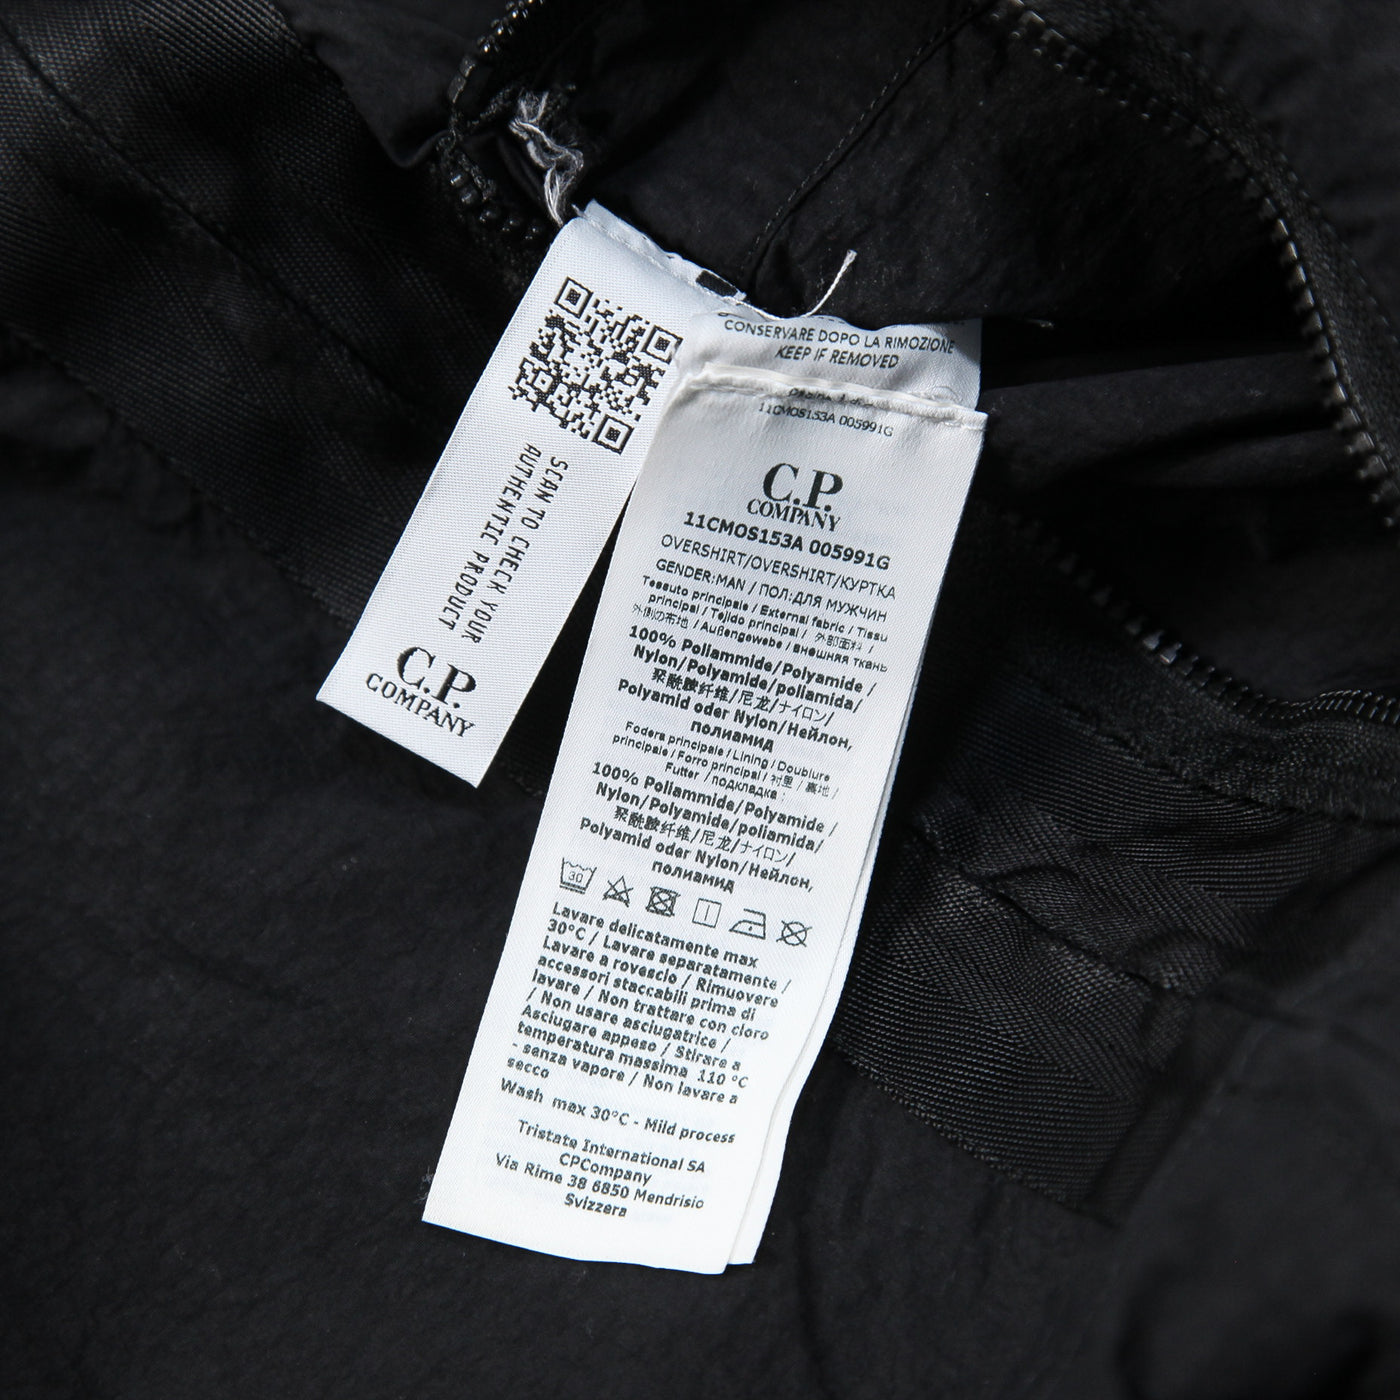 SCAN TO CHECK YOUR
AUTHENTIC PRODUCT
C.P.
COMPANY
CONSERVARE DOPO LA RIMOZIONE
KEEP IF REMOVED
11CMOS153A 005991G
C.P.
COMPANY
11CMOS153A 005991G
OVERSHIRT/OVERSHIRT/КУРТКА
GENDER:MAN / ПОЛ:ДЛЯ МУЖЧИН
Tessuto principale / External fabric / Tissu
principal / Tejido principal / 外部面料 /
外側の布地 / Außengewebe / внешняя ткань
100% Poliammide/Polyamide /
Nylon/Polyamide/poliamida/
聚酰胺纤维/尼龙/ナイロン/
Polyamid oder Nylon/Нейлон,
полиамид
Fodera principale / Lining / Doublure
principale / Forro principal / 衬里 / 裏地 /
Futter / подкладка :
100% Poliammide/Polyamide /
Nylon/Polyamide/poliamida/
聚酰胺纤维/尼龙/ナイロン/
Polyamid oder Nylon/Нейлон,
полиамид
30
Lavare delicatamente max
30°C / Lavare separatamente /
Lavare a rovescio / Rimuovere
accessori staccabili prima di
lavare / Non trattare con cloro
/ Non usare asciugatrice /
Asciugare appeso / Stirare a
temperatura massima 110 °C
- senza vapore / Non lavare a
secco
Wash max 30°C - Mild process
Tristate International SA
CPCompany
Via Rime 38 6850 Mendrisio
Svizzera